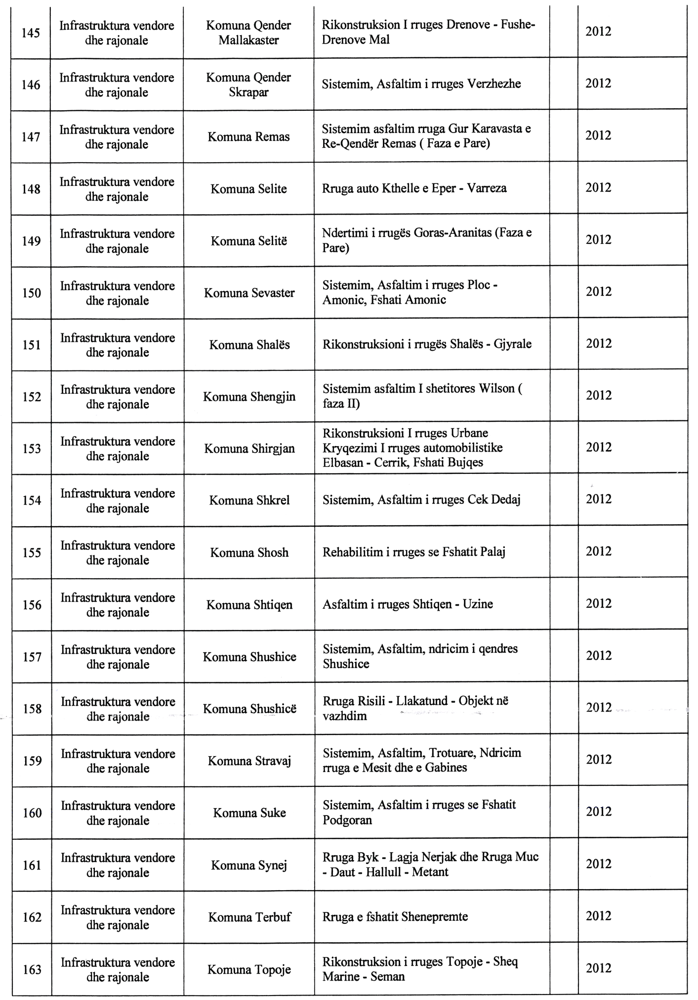 145
Infrastruktura vendore
dhe rajonale
Komuna Qender
Mallakaster
Rikonstruksion I rruges Drenove - Fushe-
Drenove Mal
2012
146
Infrastruktura vendore
dhe rajonale
Komuna Qender
Skrapar
Sistemim, Asfaltim i rruges Verzhezhe
2012
147
Infrastruktura vendore
dhe rajonale
Komuna Remas
Sistemim asfaltim rruga Gur Karavasta e
Re-Qendër Remas ( Faza e Pare)
2012
148
Infrastruktura vendore
dhe rajonale
Komuna Selite
Rruga auto Kthelle e Eper - Varreza
2012
149
Infrastruktura vendore
dhe rajonale
Komuna Selitë
Ndertimi i rrugës Goras-Aranitas (Faza e
Pare)
2012
150
Infrastruktura vendore
dhe rajonale
Komuna Sevaster
Sistemim, Asfaltim i rruges Ploc -
Amonic, Fshati Amonic
2012
151
Infrastruktura vendore
dhe rajonale
Komuna Shalës
Rikonstruksioni i rrugës Shalës - Gjyrale
2012
152
Infrastruktura vendore
dhe rajonale
Komuna Shengjin
Sistemim asfaltim I shetitores Wilson (
faza II)
2012
153
Infrastruktura vendore
dhe rajonale
Komuna Shirgjan
Rikonstruksioni I rruges Urbane
Kryqezimi I rruges automobilistike
Elbasan - Cerrik, Fshati Bujqes
2012
154
Infrastruktura vendore
dhe rajonale
Komuna Shkrel
Sistemim, Asfaltim i rruges Cek Dedaj
2012
155
Infrastruktura vendore
dhe rajonale
Komuna Shosh
Rehabilitim i rruges se Fshatit Palaj
2012
156
Infrastruktura vendore
dhe rajonale
Komuna Shtiqen
Asfaltim i rruges Shtiqen - Uzine
2012
157
Infrastruktura vendore
dhe rajonale
Komuna Shushice
Sistemim, Asfaltim, ndricim i qendres
Shushice
2012
158
Infrastruktura vendore
dhe rajonale
Komuna Shushicë
Rruga Risili - Llakatund - Objekt në
vazhdim
2012
159
Infrastruktura vendore
dhe rajonale
Komuna Stravaj
Sistemim, Asfaltim, Trotuare, Ndricim
rruga e Mesit dhe e Gabines
2012
160
Infrastruktura vendore
dhe rajonale
Komuna Suke
Sistemim, Asfaltim i rruges se Fshatit
Podgoran
2012
161
Infrastruktura vendore
dhe rajonale
Komuna Synej
Rruga Byk - Lagja Nerjak dhe Rruga Muc
- Daut - Hallull - Metant
2012
162
Infrastruktura vendore
dhe rajonale
Komuna Terbuf
Rruga e fshatit Shenepremte
2012
163
Infrastruktura vendore
dhe rajonale
Komuna Topoje
Rikonstruksion i rruges Topoje - Sheq
Marine - Seman
2012